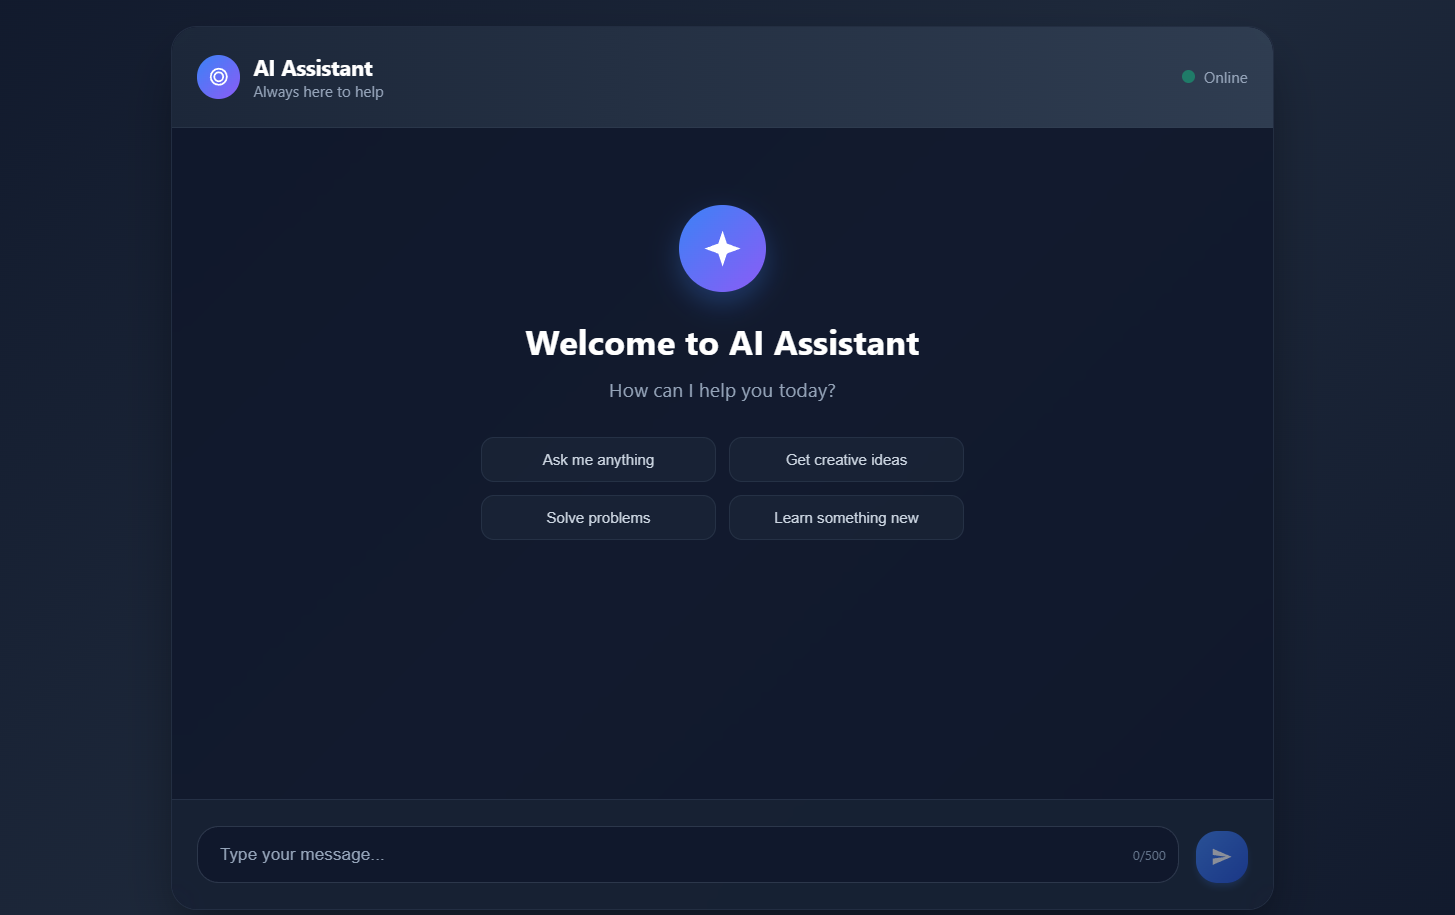 AI Assistant
Always here to help
Online
Welcome to AI Assistant
How can I help you today?
Ask me anything
Get creative ideas
Solve problems
Learn something new
Type your message...
0/500